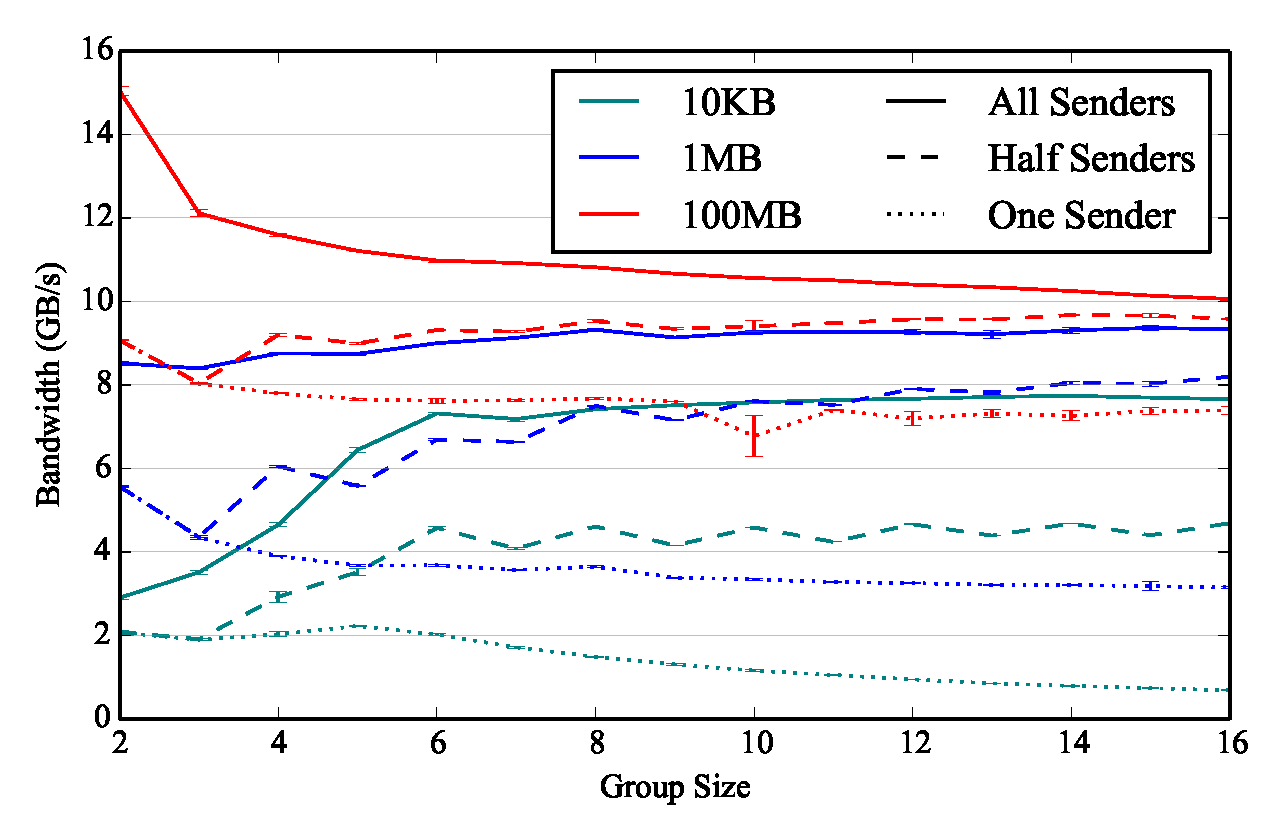 16
14
12
10
8
6
4
2
0
Bandwidth (GB/s)
10KB
1MB
100MB
All Senders
Half Senders
One Sender
2 4 6 8 10 12 14 16
Group Size